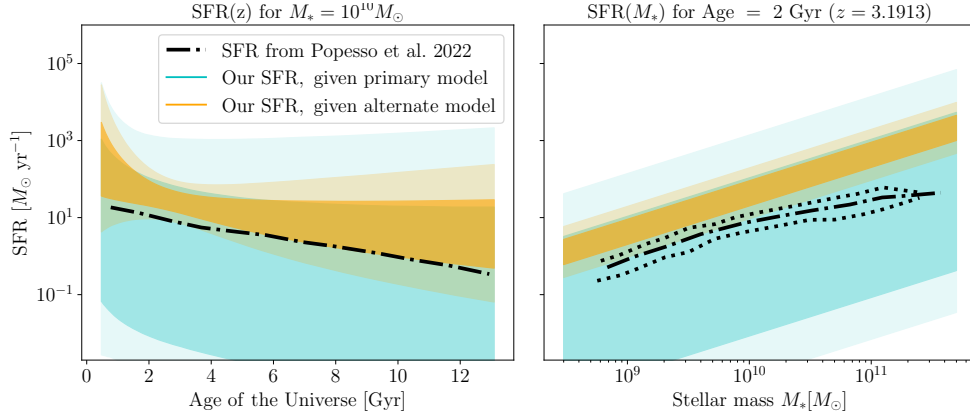 SFR(z) for $M_* = 10^{10} M_\odot$
SFR($M_*$) for Age = 2 Gyr ($z = 3.1913$)
SFR from Popesso et al. 2022
Our SFR, given primary model
Our SFR, given alternate model
SFR [$M_\odot$ yr$^{-1}$]
$10^5$
$10^3$
$10^1$
$10^{-1}$
0 2 4 6 8 10 12
Age of the Universe [Gyr]
$10^9$ $10^{10}$ $10^{11}$
Stellar mass $M_*[M_\odot]$